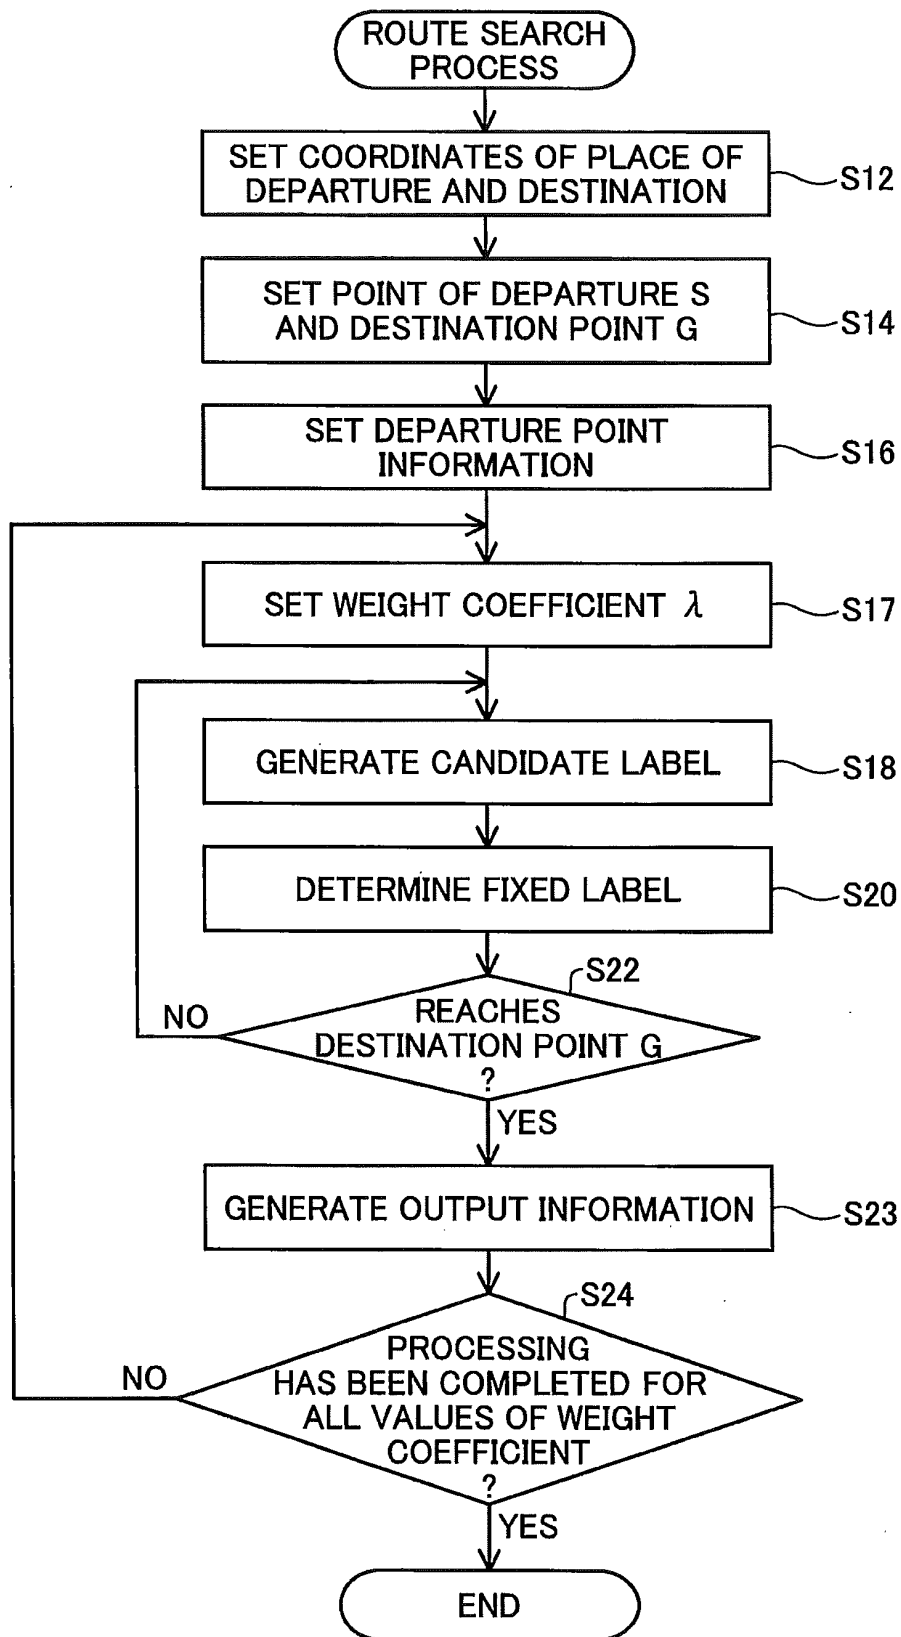 ROUTE SEARCH
PROCESS
SET COORDINATES OF PLACE OF
DEPARTURE AND DESTINATION
S12
SET POINT OF DEPARTURE S
AND DESTINATION POINT G
S14
SET DEPARTURE POINT
INFORMATION
S16
SET WEIGHT COEFFICIENT λ
S17
GENERATE CANDIDATE LABEL
S18
DETERMINE FIXED LABEL
S20
S22
NO
REACHES
DESTINATION POINT G
?
YES
GENERATE OUTPUT INFORMATION
S23
S24
NO
PROCESSING
HAS BEEN COMPLETED FOR
ALL VALUES OF WEIGHT
COEFFICIENT
?
YES
END